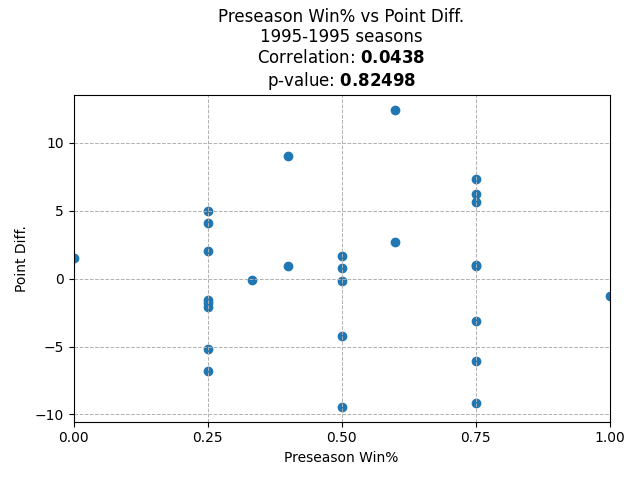 Preseason Win% vs Point Diff.
1995-1995 seasons
Correlation: 0.0438
p-value: 0.82498
10
5
0
−5
−10
Point Diff.
0.00 0.25 0.50 0.75 1.00
Preseason Win%